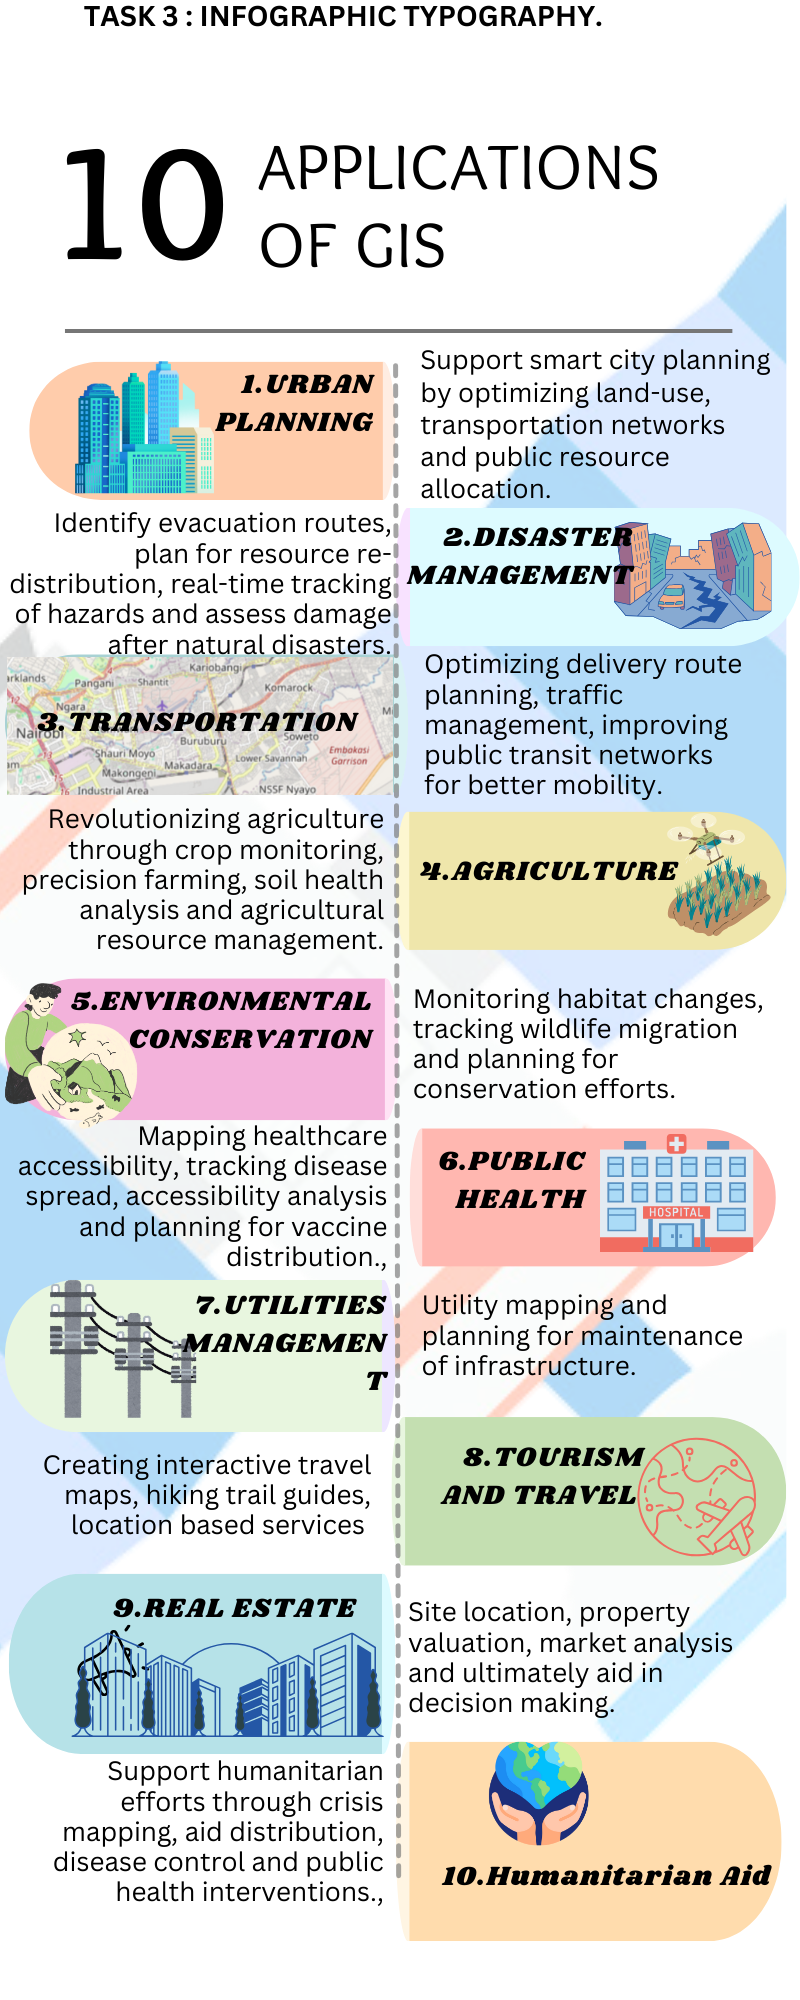 TASK 3 : INFOGRAPHIC TYPOGRAPHY.
10
APPLICATIONS
OF GIS
1.URBAN
PLANNING
Support smart city planning
by optimizing land-use,
transportation networks
and public resource
allocation.
2.DISASTER
MANAGEMENT
Identify evacuation routes,
plan for resource re-
distribution, real-time tracking
of hazards and assess damage
after natural disasters.
3.TRANSPORTATION
arklands
Pangani
Shantit
Kariobangi
Komarock
Ngara
Nairobi
Buruburu
Soweto
Shauri Moyo
Makadara
Lower Savannah
Embakasi
Garrison
Makongeni
Industrial Area
NSSF Nyayo
Optimizing delivery route
planning, traffic
management, improving
public transit networks
for better mobility.
4.AGRICULTURE
Revolutionizing agriculture
through crop monitoring,
precision farming, soil health
analysis and agricultural
resource management.
5.ENVIRONMENTAL
CONSERVATION
Monitoring habitat changes,
tracking wildlife migration
and planning for
conservation efforts.
6.PUBLIC
HEALTH
HOSPITAL
Mapping healthcare
accessibility, tracking disease
spread, accessibility analysis
and planning for vaccine
distribution.,
7.UTILITIES
MANAGEMEN
T
Utility mapping and
planning for maintenance
of infrastructure.
8.TOURISM
AND TRAVEL
Creating interactive travel
maps, hiking trail guides,
location based services
9.REAL ESTATE
Site location, property
valuation, market analysis
and ultimately aid in
decision making.
10.Humanitarian Aid
Support humanitarian
efforts through crisis
mapping, aid distribution,
disease control and public
health interventions.,